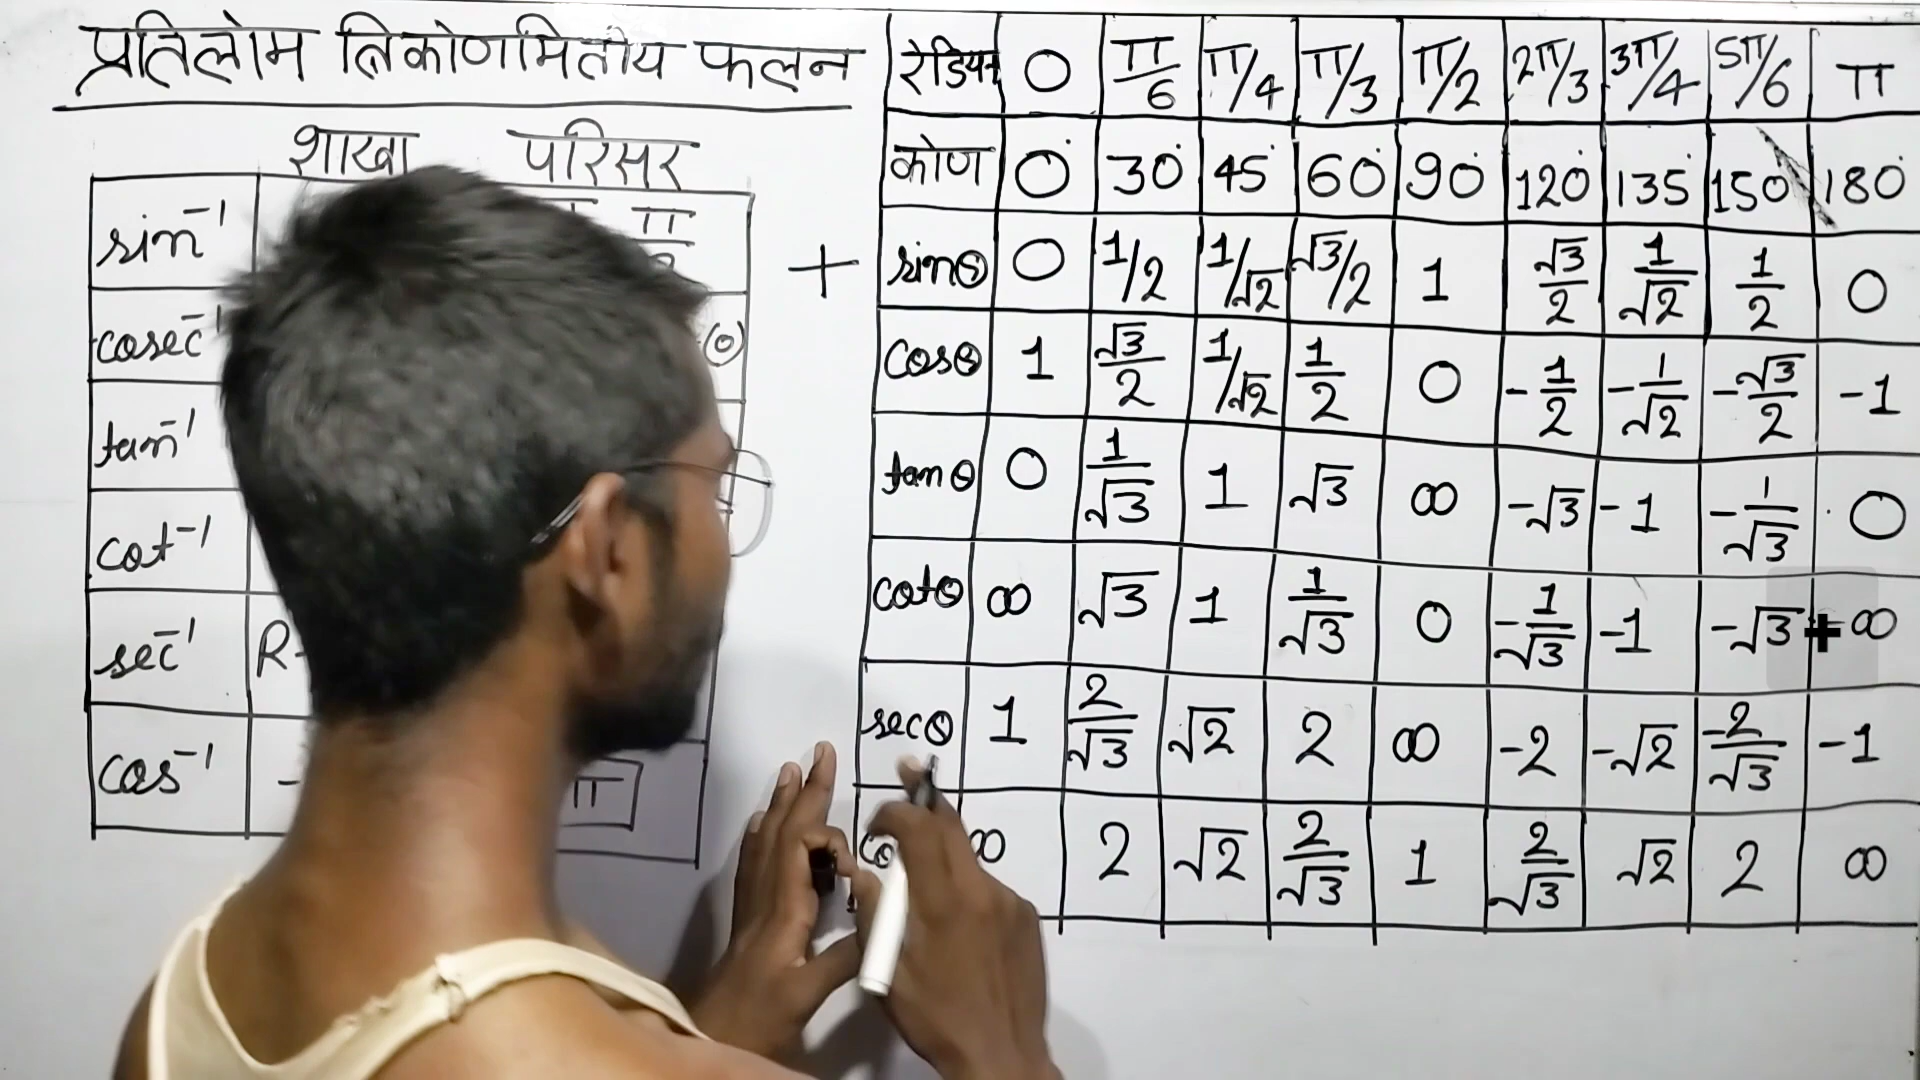 प्रतिलोम त्रिकोणमितीय फलन
शाखा परिसर
sin⁻¹ π
cosec⁻¹ (0)
tan⁻¹
cot⁻¹
sec⁻¹ R-
cos⁻¹ - π
+
रेडियन 0 π/6 π/4 π/3 π/2 2π/3 3π/4 5π/6 π
कोण 0° 30° 45° 60° 90° 120° 135° 150° 180°
sinθ 0 1/2 1/√2 √3/2 1 √3/2 1/√2 1/2 0
cosθ 1 √3/2 1/√2 1/2 0 -1/2 -1/√2 -√3/2 -1
tanθ 0 1/√3 1 √3 ∞ -√3 -1 -1/√3 0
cotθ ∞ √3 1 1/√3 0 -1/√3 -1 -√3 +∞
secθ 1 2/√3 √2 2 ∞ -2 -√2 -2/√3 -1
co ∞ 2 √2 2/√3 1 2/√3 √2 2 ∞